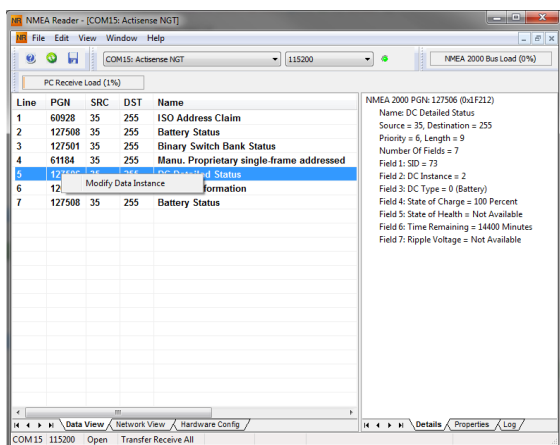 NMEA Reader - [COM15: Actisense NGT]
File Edit View Window Help
COM15: Actisense NGT 115200 NMEA 2000 Bus Load (0%)
PC Receive Load (1%)
Line PGN SRC DST Name
1 60928 35 255 ISO Address Claim
2 127508 35 255 Battery Status
3 127501 35 255 Binary Switch Bank Status
4 61184 35 255 Manu. Proprietary single-frame addressed
5 127506 35 255 DC Detailed Status
Modify Data Instance
6 formation
7 127508 35 255 Battery Status
NMEA 2000 PGN: 127506 (0x1F212)
Name: DC Detailed Status
Source = 35, Destination = 255
Priority = 6, Length = 9
Number Of Fields = 7
Field 1: SID = 73
Field 2: DC Instance = 2
Field 3: DC Type = 0 (Battery)
Field 4: State of Charge = 100 Percent
Field 5: State of Health = Not Available
Field 6: Time Remaining = 14400 Minutes
Field 7: Ripple Voltage = Not Available
Data View Network View Hardware Config
Details Properties Log
COM15 115200 Open Transfer Receive All